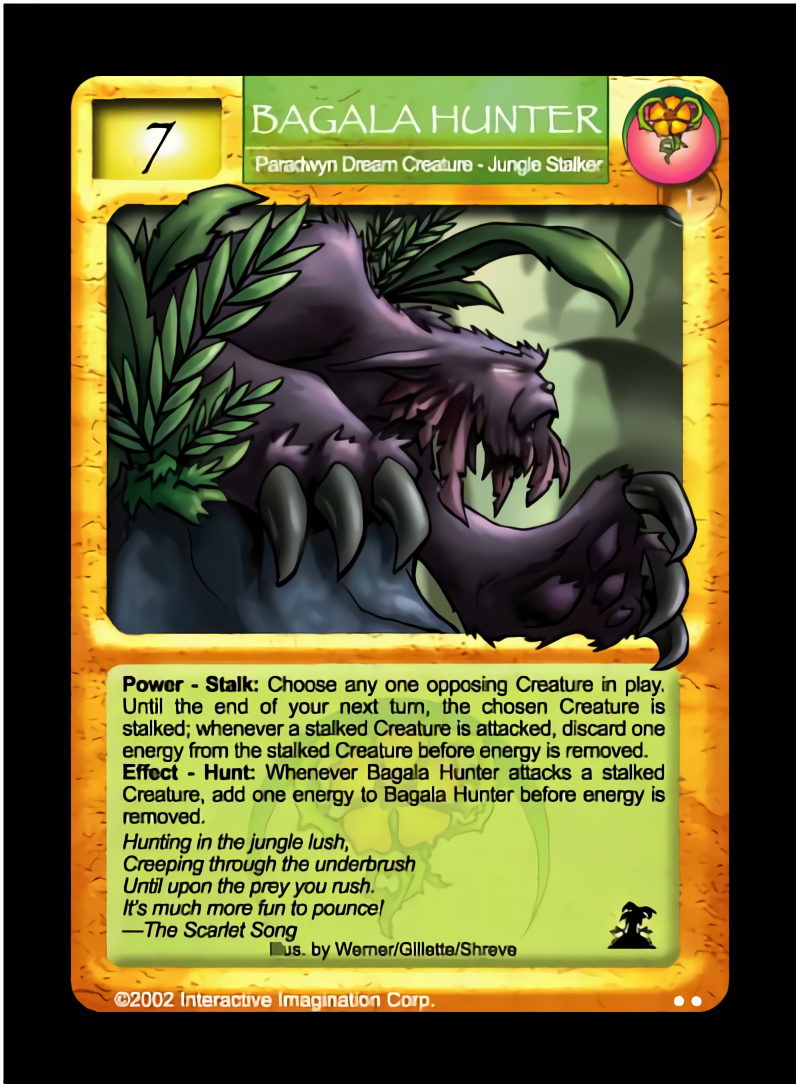 7
BAGALA HUNTER
Paradwyn Dream Creature - Jungle Stalker
1
Power - Stalk: Choose any one opposing Creature in play.
Until the end of your next turn, the chosen Creature is
stalked; whenever a stalked Creature is attacked, discard one
energy from the stalked Creature before energy is removed.
Effect - Hunt: Whenever Bagala Hunter attacks a stalked
Creature, add one energy to Bagala Hunter before energy is
removed.
Hunting in the jungle lush,
Creeping through the underbrush
Until upon the prey you rush.
It's much more fun to pounce!
—The Scarlet Song
Illus. by Werner/Gillette/Shreve
©2002 Interactive Imagination Corp.